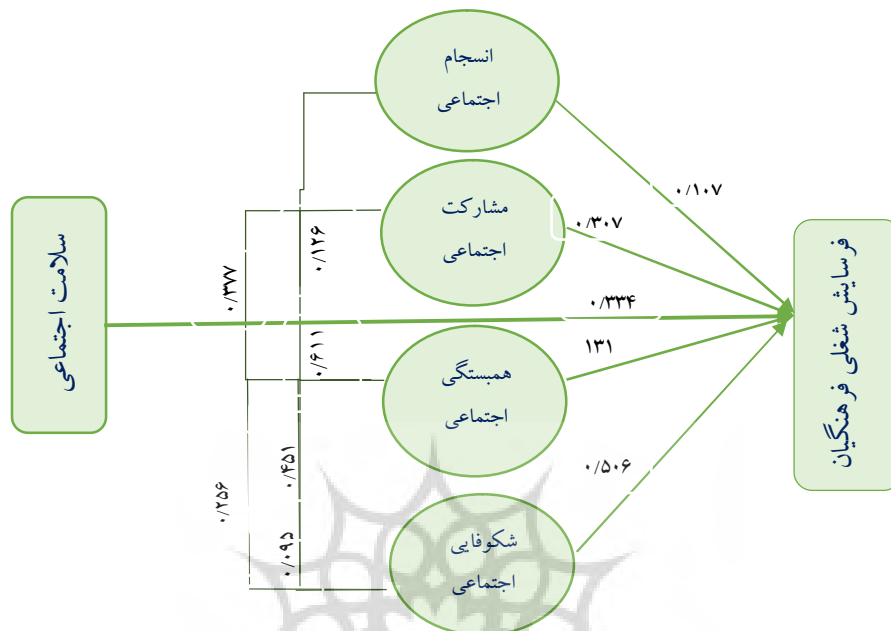 انسجام
اجتماعی
۰/۱۰۷
مشارکت
اجتماعی
۰/۳۰۷
۰/۱۲۶
۰/۳۷۷
سلامت اجتماعی
۰/۳۳۴
فرسایش شغلی فرهنگیان
۰/۶۱۱
۱۳۱
همبستگی
اجتماعی
۰/۴۵۱
۰/۵۰۶
۰/۲۵۶
۰/۰۹۵
شکوفایی
اجتماعی